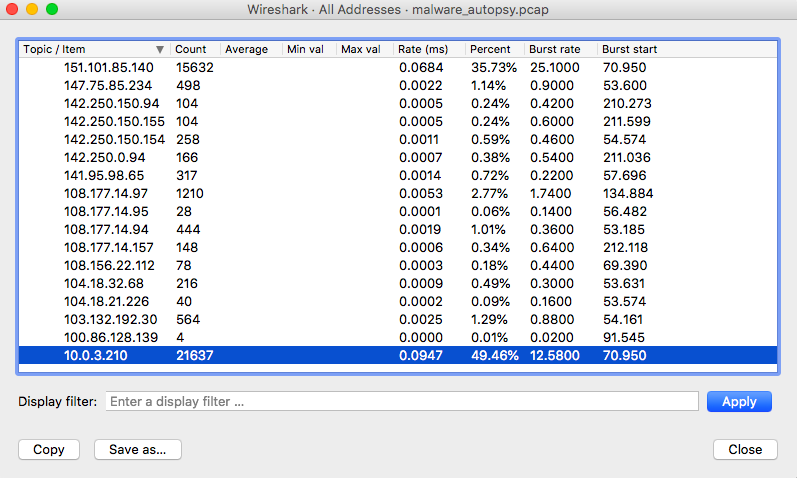 Wireshark · All Addresses · malware_autopsy.pcap
Topic / Item ▼ Count Average Min val Max val Rate (ms) Percent Burst rate Burst start
151.101.85.140 15632 0.0684 35.73% 25.1000 70.950
147.75.85.234 498 0.0022 1.14% 0.9000 53.600
142.250.150.94 104 0.0005 0.24% 0.4200 210.273
142.250.150.155 104 0.0005 0.24% 0.6000 211.599
142.250.150.154 258 0.0011 0.59% 0.4600 54.574
142.250.0.94 166 0.0007 0.38% 0.5400 211.036
141.95.98.65 317 0.0014 0.72% 0.2200 57.696
108.177.14.97 1210 0.0053 2.77% 1.7400 134.884
108.177.14.95 28 0.0001 0.06% 0.1400 56.482
108.177.14.94 444 0.0019 1.01% 0.3600 53.185
108.177.14.157 148 0.0006 0.34% 0.6400 212.118
108.156.22.112 78 0.0003 0.18% 0.4400 69.390
104.18.32.68 216 0.0009 0.49% 0.3000 53.631
104.18.21.226 40 0.0002 0.09% 0.1600 53.574
103.132.192.30 564 0.0025 1.29% 0.8800 54.161
100.86.128.139 4 0.0000 0.01% 0.0200 91.545
10.0.3.210 21637 0.0947 49.46% 12.5800 70.950
Display filter: Enter a display filter … Apply
Copy Save as… Close